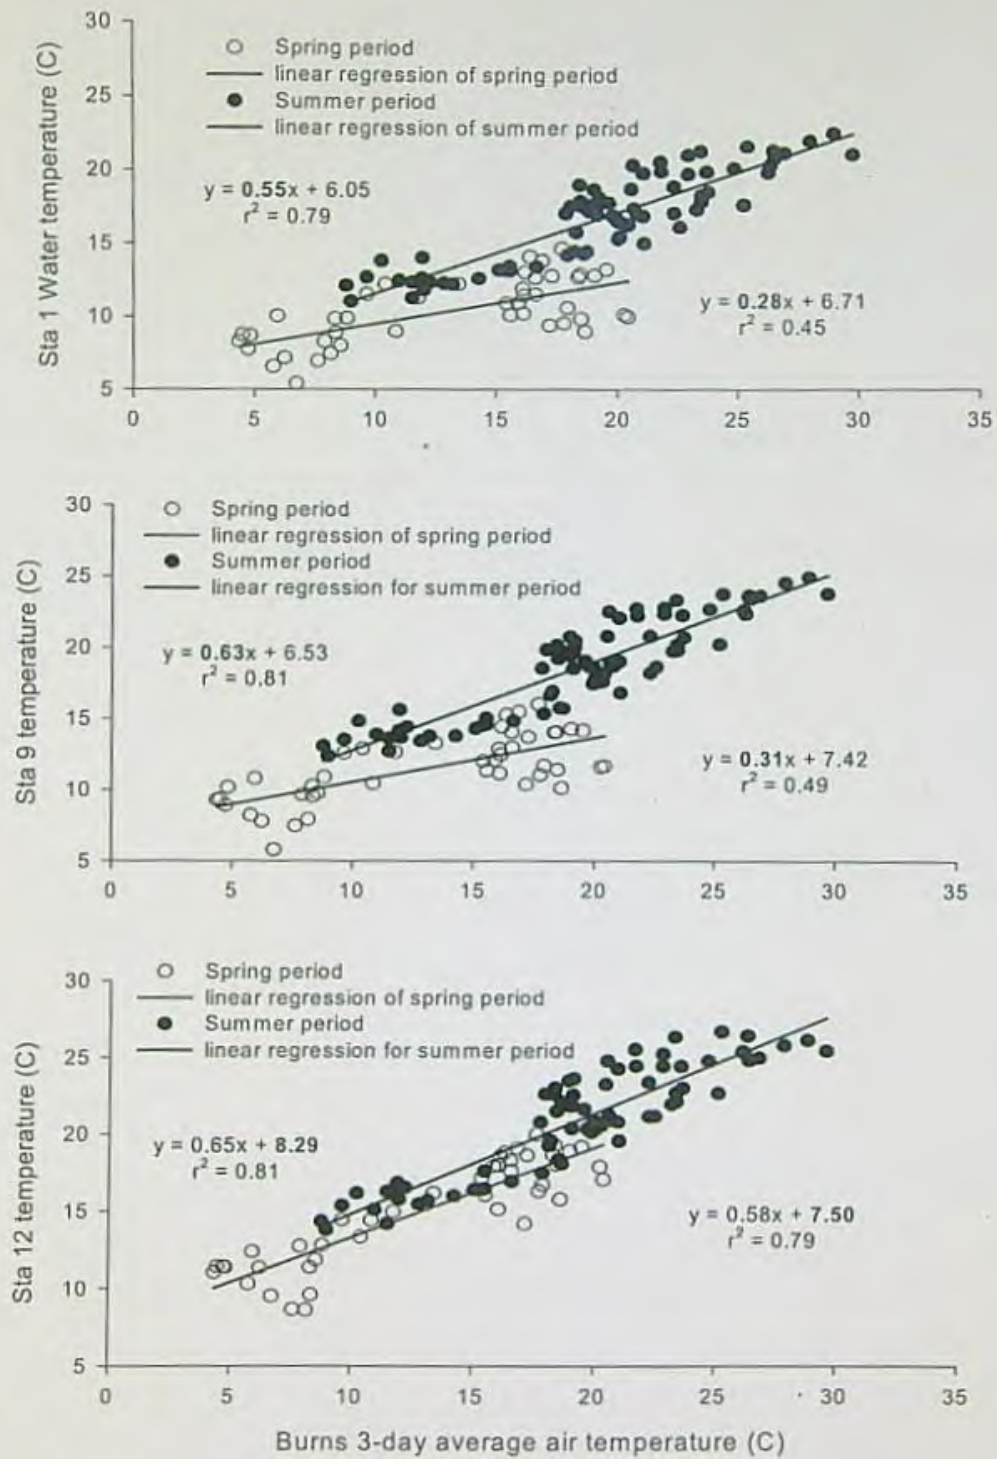 30
Spring period
linear regression of spring period
25
Summer period
linear regression of summer period
20
y = 0.55x + 6.05
r² = 0.79
15
y = 0.28x + 6.71
r² = 0.45
10
5
0 5 10 15 20 25 30 35
Sta 1 Water temperature (C)
30
Spring period
linear regression of spring period
Summer period
25
linear regression for summer period
20
y = 0.63x + 6.53
r² = 0.81
15
y = 0.31x + 7.42
r² = 0.49
10
5
0 5 10 15 20 25 30 35
Sta 9 temperature (C)
30
Spring period
linear regression of spring period
Summer period
25
linear regression for summer period
20
y = 0.65x + 8.29
r² = 0.81
15
y = 0.58x + 7.50
r² = 0.79
10
5
0 5 10 15 20 25 30 35
Sta 12 temperature (C)
Burns 3-day average air temperature (C)